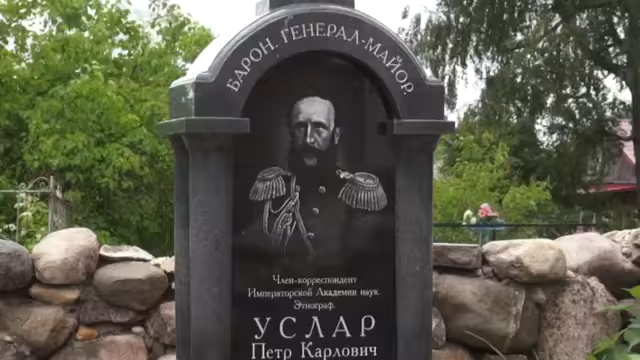 БАРОН. ГЕНЕРАЛ-МАЙОР.
Член-корреспондент
Императорской Академии наук.
Этнограф.
УСЛАР
Петр Карлович